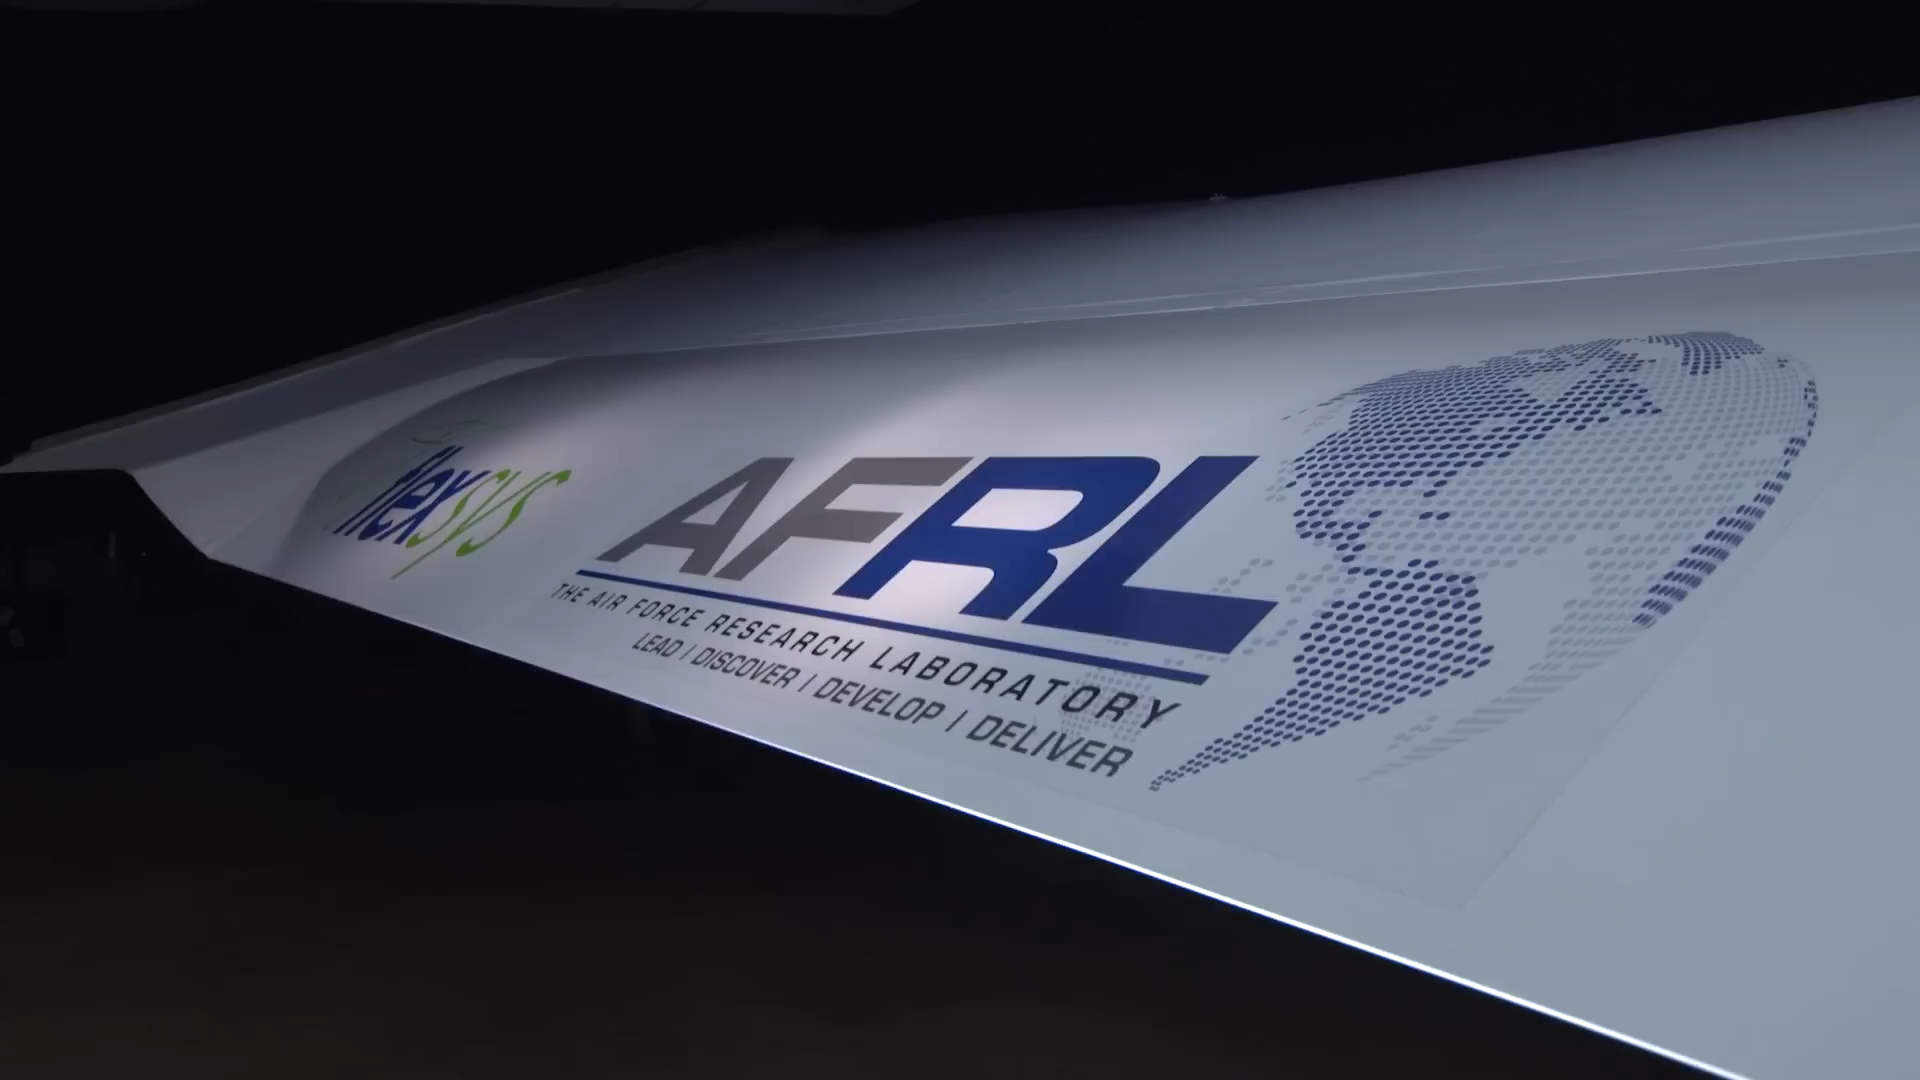 flexsys
AFRL
THE AIR FORCE RESEARCH LABORATORY
LEAD / DISCOVER / DEVELOP / DELIVER